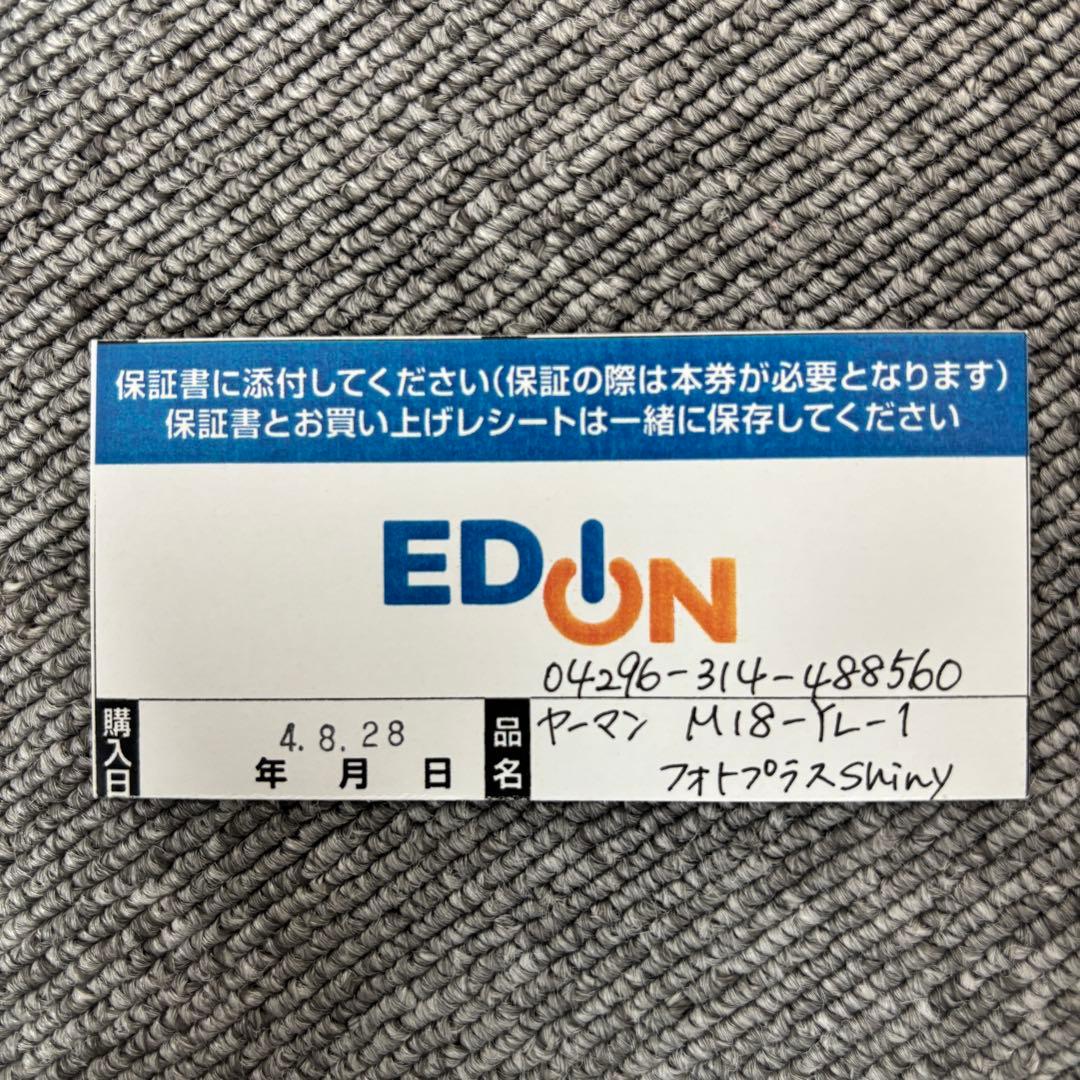 保証書に添付してください(保証の際は本券が必要となります)
保証書とお買い上げレシートは一緒に保存してください
EDION
04296-314-488560
購入日 4.8.28 年 月 日
品名 ヤーマン M18-YL-1
フォトプラスshiny